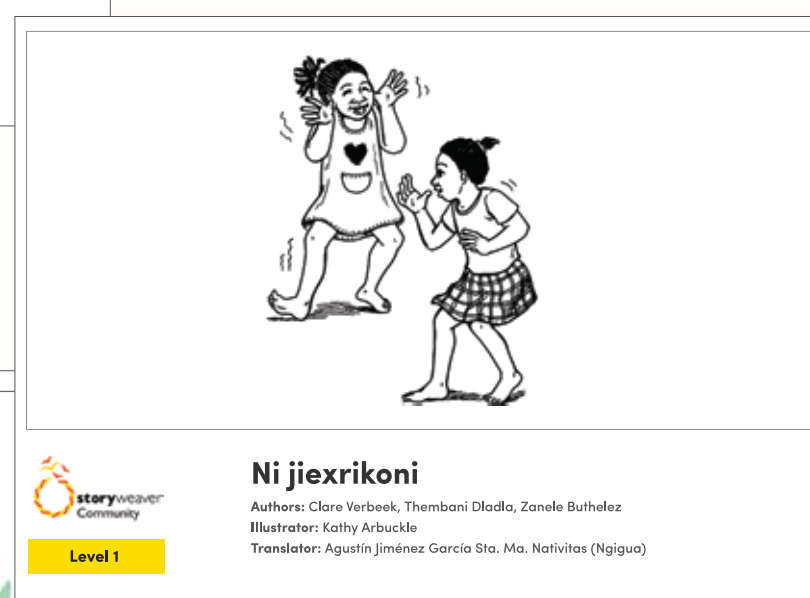 storyweaver
Community
Level 1
Ni jiexrikoni
Authors: Clare Verbeek, Thembani Dladla, Zanele Buthelez
Illustrator: Kathy Arbuckle
Translator: Agustín Jiménez García Sta. Ma. Nativitas (Ngigua)